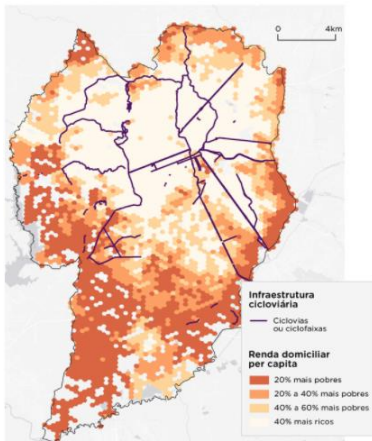 0 4km
Infraestrutura
cicloviária
Ciclovias
ou ciclofaixas
Renda domiciliar
per capita
20% mais pobres
20% a 40% mais pobres
40% a 60% mais pobres
40% mais ricos